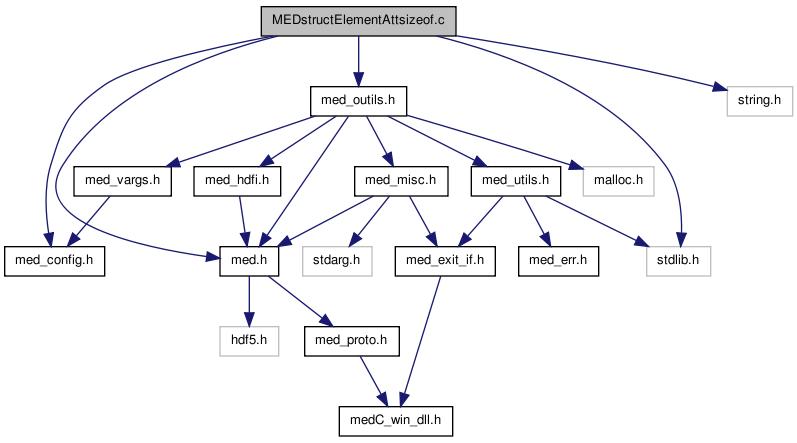 MEDstructElementAttsizeof.c
med_outils.h
string.h
med_vargs.h
med_hdfi.h
med_misc.h
med_utils.h
malloc.h
med_config.h
med.h
stdarg.h
med_exit_if.h
med_err.h
stdlib.h
hdf5.h
med_proto.h
medC_win_dll.h